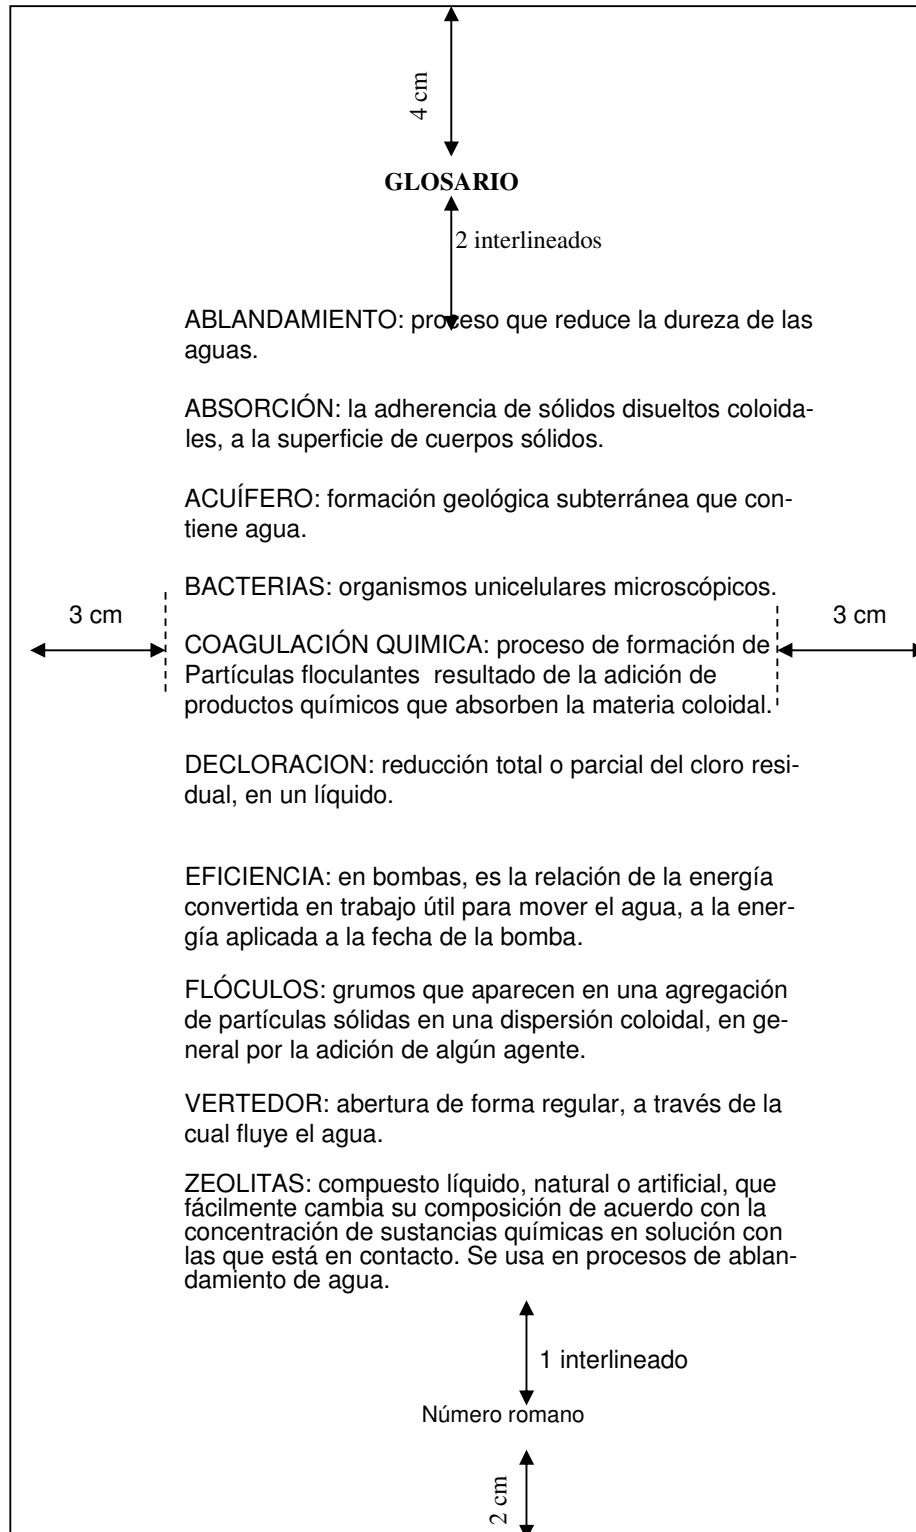 4 cm
GLOSARIO
2 interlineados
ABLANDAMIENTO: proceso que reduce la dureza de las
aguas.
ABSORCIÓN: la adherencia de sólidos disueltos coloida-
les, a la superficie de cuerpos sólidos.
ACUÍFERO: formación geológica subterránea que con-
tiene agua.
BACTERIAS: organismos unicelulares microscópicos.
3 cm
3 cm
COAGULACIÓN QUIMICA: proceso de formación de
Partículas floculantes  resultado de la adición de
productos químicos que absorben la materia coloidal.
DECLORACION: reducción total o parcial del cloro resi-
dual, en un líquido.
EFICIENCIA: en bombas, es la relación de la energía
convertida en trabajo útil para mover el agua, a la ener-
gía aplicada a la fecha de la bomba.
FLÓCULOS: grumos que aparecen en una agregación
de partículas sólidas en una dispersión coloidal, en ge-
neral por la adición de algún agente.
VERTEDOR: abertura de forma regular, a través de la
cual fluye el agua.
ZEOLITAS: compuesto líquido, natural o artificial, que
fácilmente cambia su composición de acuerdo con la
concentración de sustancias químicas en solución con
las que está en contacto. Se usa en procesos de ablan-
damiento de agua.
1 interlineado
Número romano
2 cm